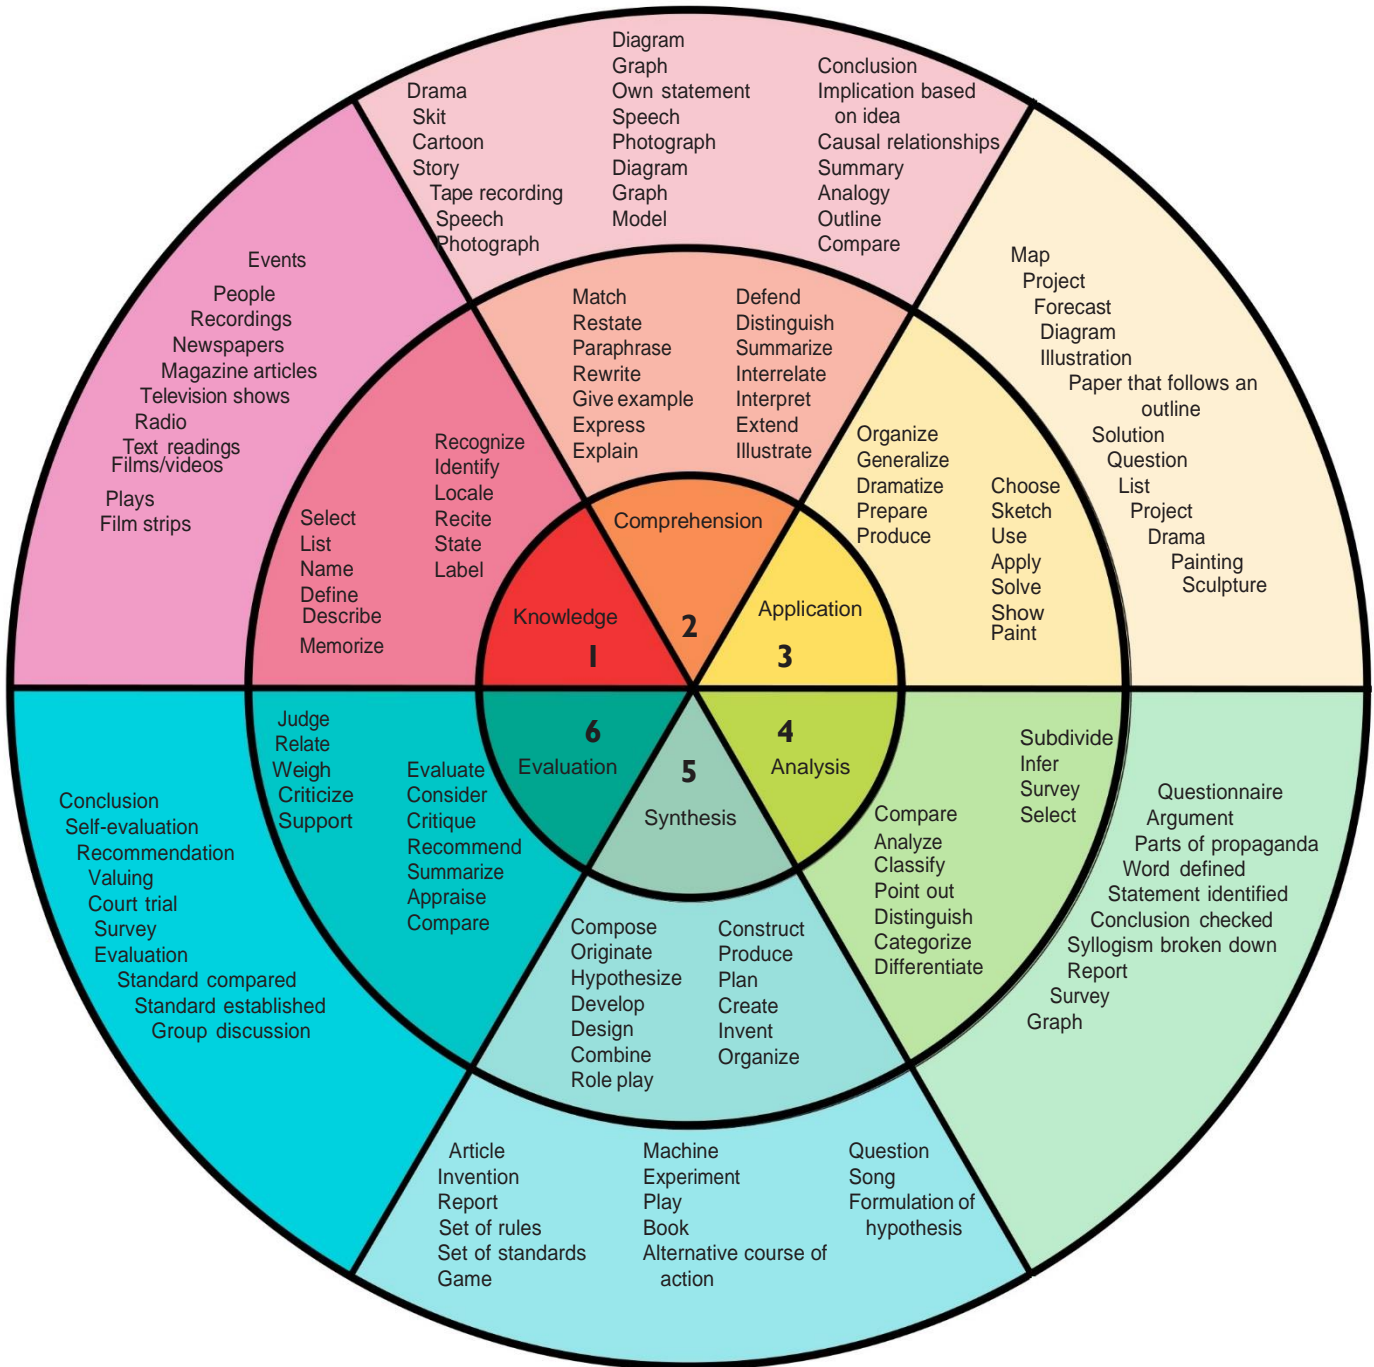 Drama
Skit
Cartoon
Story
Tape recording
Speech
Photograph
Diagram
Graph
Own statement
Speech
Photograph
Diagram
Graph
Model
Conclusion
Implication based
on idea
Causal relationships
Summary
Analogy
Outline
Compare
Match
Restate
Paraphrase
Rewrite
Give example
Express
Explain
Defend
Distinguish
Summarize
Interrelate
Interpret
Extend
Illustrate
Comprehension
2
Events
People
Recordings
Newspapers
Magazine articles
Television shows
Radio
Text readings
Films/videos
Plays
Film strips
Select
List
Name
Define
Describe
Memorize
Recognize
Identify
Locale
Recite
State
Label
Knowledge
1
Map
Project
Forecast
Diagram
Illustration
Paper that follows an
outline
Solution
Question
List
Project
Drama
Painting
Sculpture
Organize
Generalize
Dramatize
Prepare
Produce
Choose
Sketch
Use
Apply
Solve
Show
Paint
Application
3
6
Evaluation
Judge
Relate
Weigh
Criticize
Support
Evaluate
Consider
Critique
Recommend
Summarize
Appraise
Compare
Conclusion
Self-evaluation
Recommendation
Valuing
Court trial
Survey
Evaluation
Standard compared
Standard established
Group discussion
4
Analysis
Compare
Analyze
Classify
Point out
Distinguish
Categorize
Differentiate
Subdivide
Infer
Survey
Select
Questionnaire
Argument
Parts of propaganda
Word defined
Statement identified
Conclusion checked
Syllogism broken down
Report
Survey
Graph
5
Synthesis
Compose
Originate
Hypothesize
Develop
Design
Combine
Role play
Construct
Produce
Plan
Create
Invent
Organize
Article
Invention
Report
Set of rules
Set of standards
Game
Machine
Experiment
Play
Book
Alternative course of
action
Question
Song
Formulation of
hypothesis